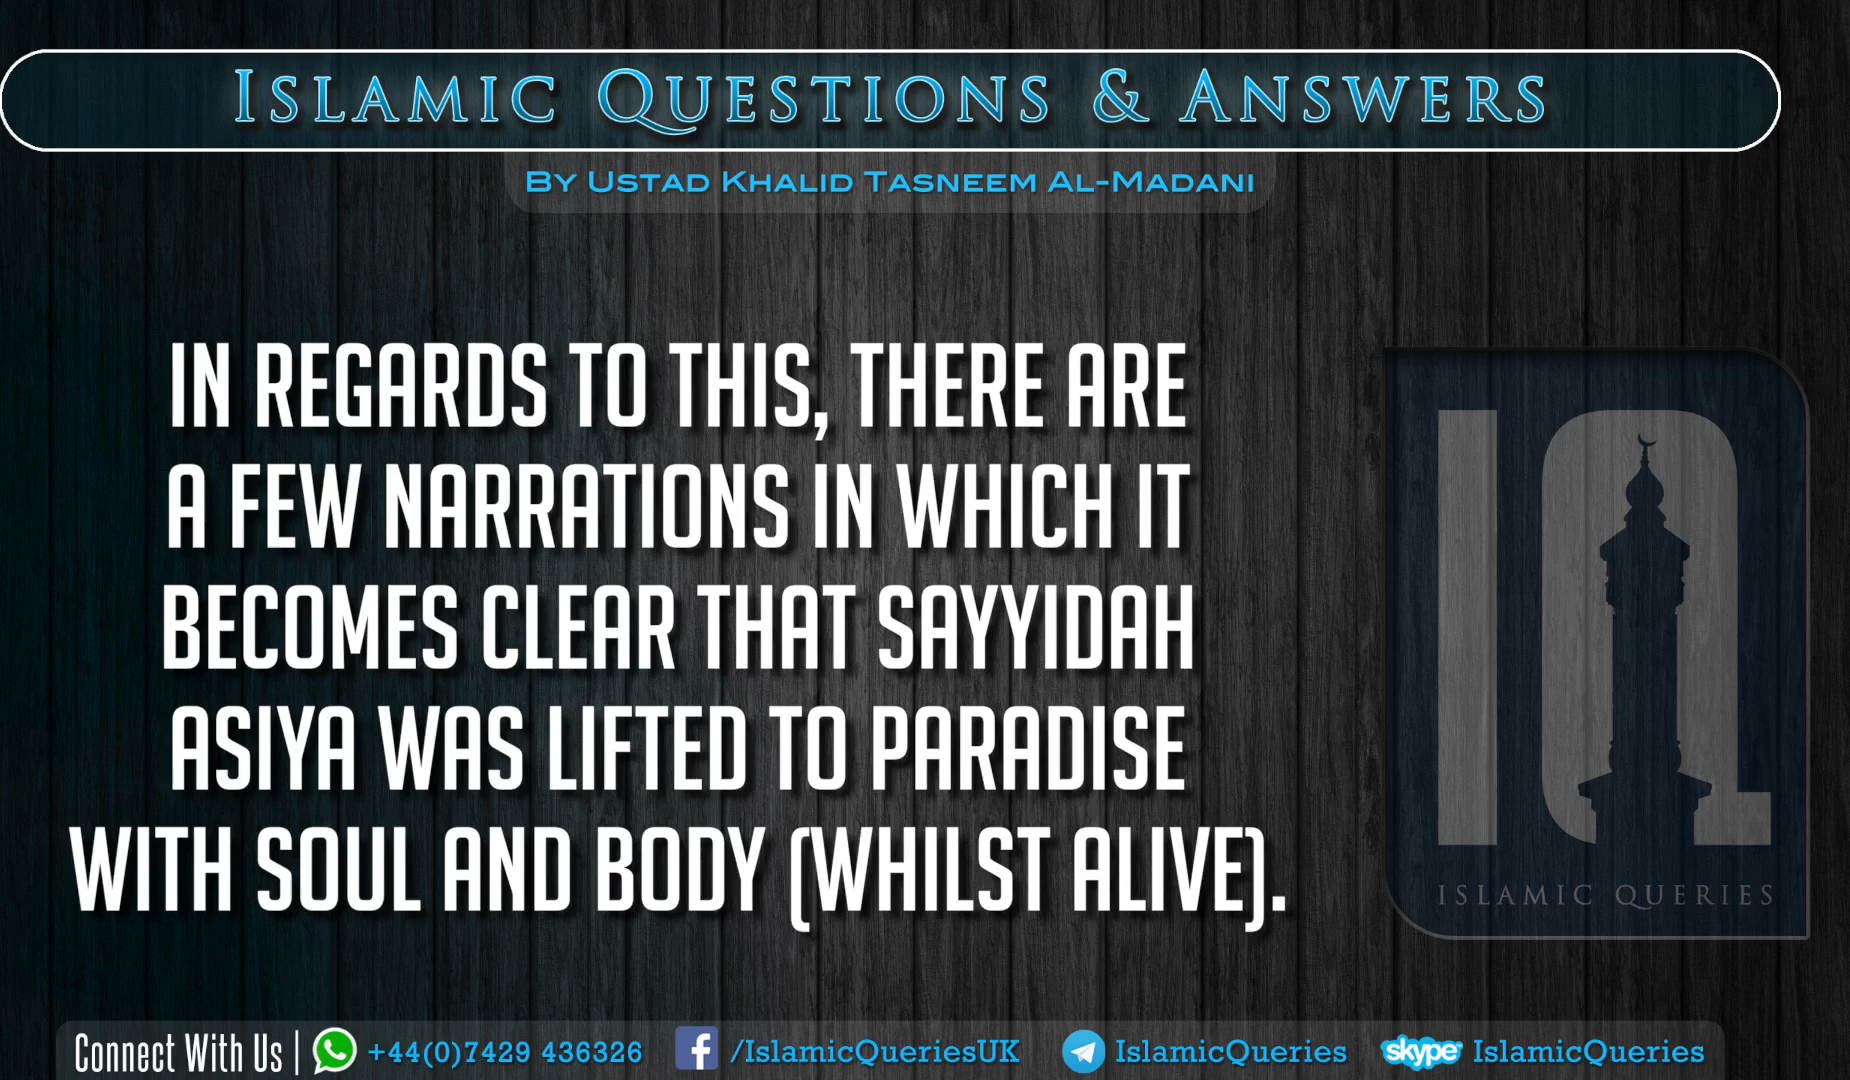 ISLAMIC QUESTIONS & ANSWERS
BY USTAD KHALID TASNEEM AL-MADANI
IN REGARDS TO THIS, THERE ARE
A FEW NARRATIONS IN WHICH IT
BECOMES CLEAR THAT SAYYIDAH
ASIYA WAS LIFTED TO PARADISE
WITH SOUL AND BODY (WHILST ALIVE).
IQ
ISLAMIC QUERIES
Connect With Us | +44(0)7429 436326 f /IslamicQueriesUK IslamicQueries skype IslamicQueries